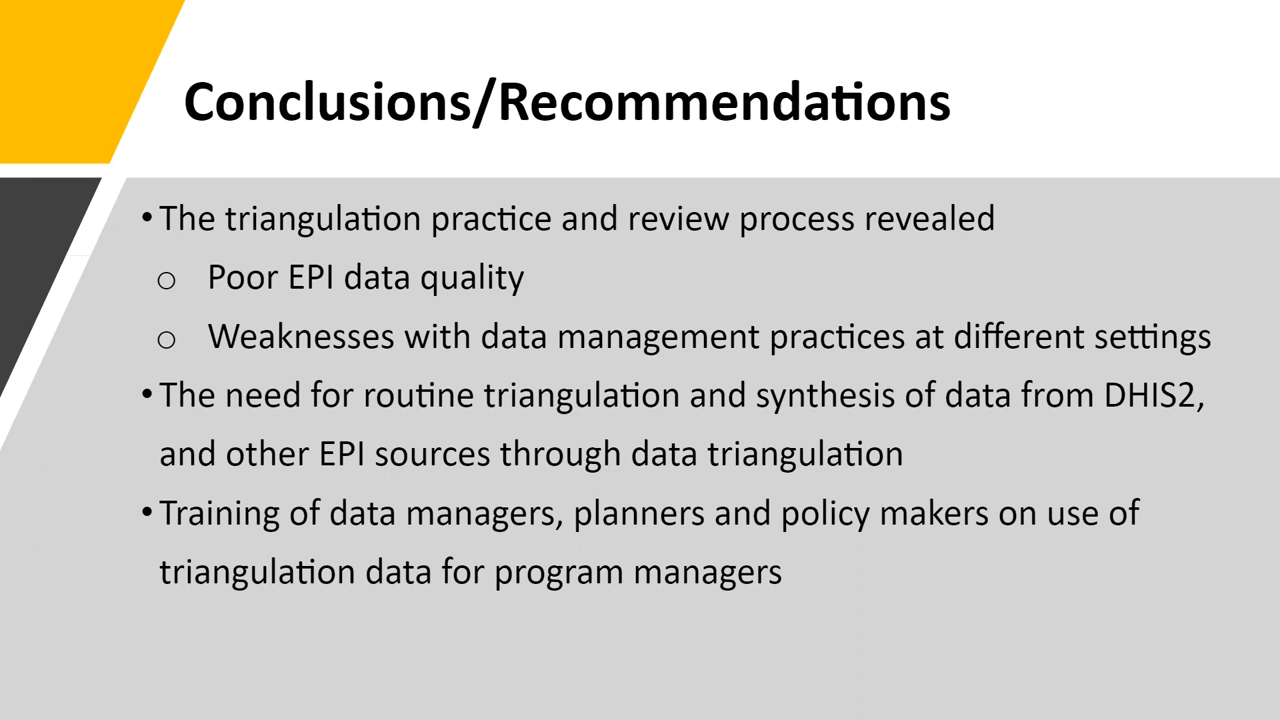 Conclusions/Recommendations
• The triangulation practice and review process revealed
o Poor EPI data quality
o Weaknesses with data management practices at different settings
• The need for routine triangulation and synthesis of data from DHIS2,
and other EPI sources through data triangulation
• Training of data managers, planners and policy makers on use of
triangulation data for program managers